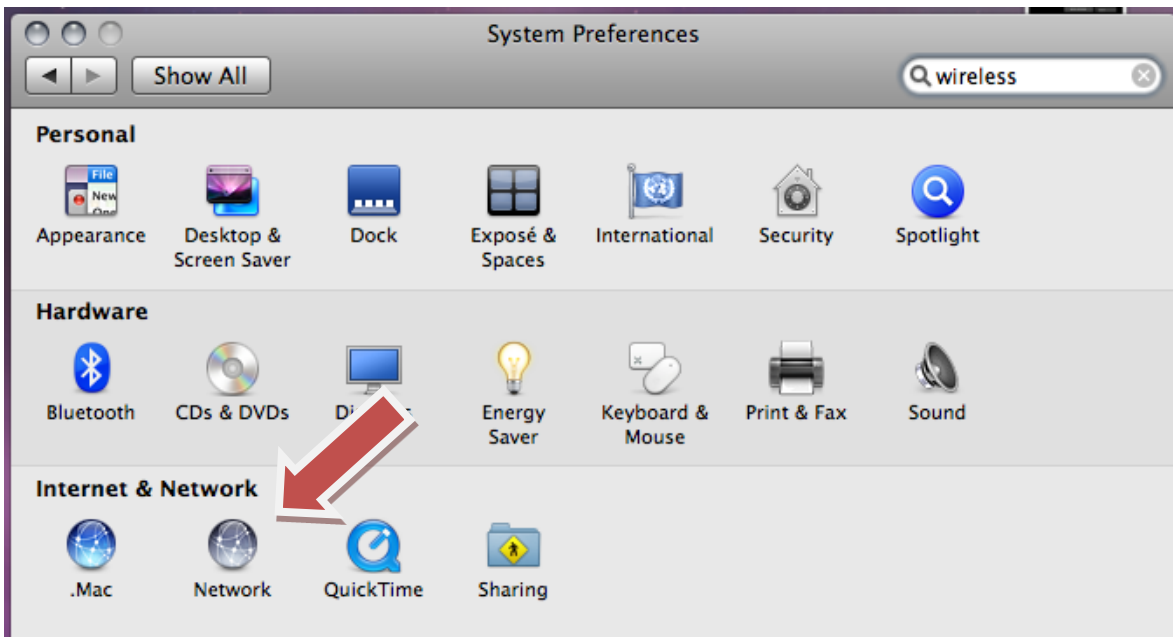 System Preferences
Show All
wireless
Personal
File
New
Appearance
Desktop &
Screen Saver
Dock
Exposé &
Spaces
International
Security
Spotlight
Hardware
Bluetooth
CDs & DVDs
Energy
Saver
Keyboard &
Mouse
Print & Fax
Sound
Internet & Network
.Mac
Network
QuickTime
Sharing